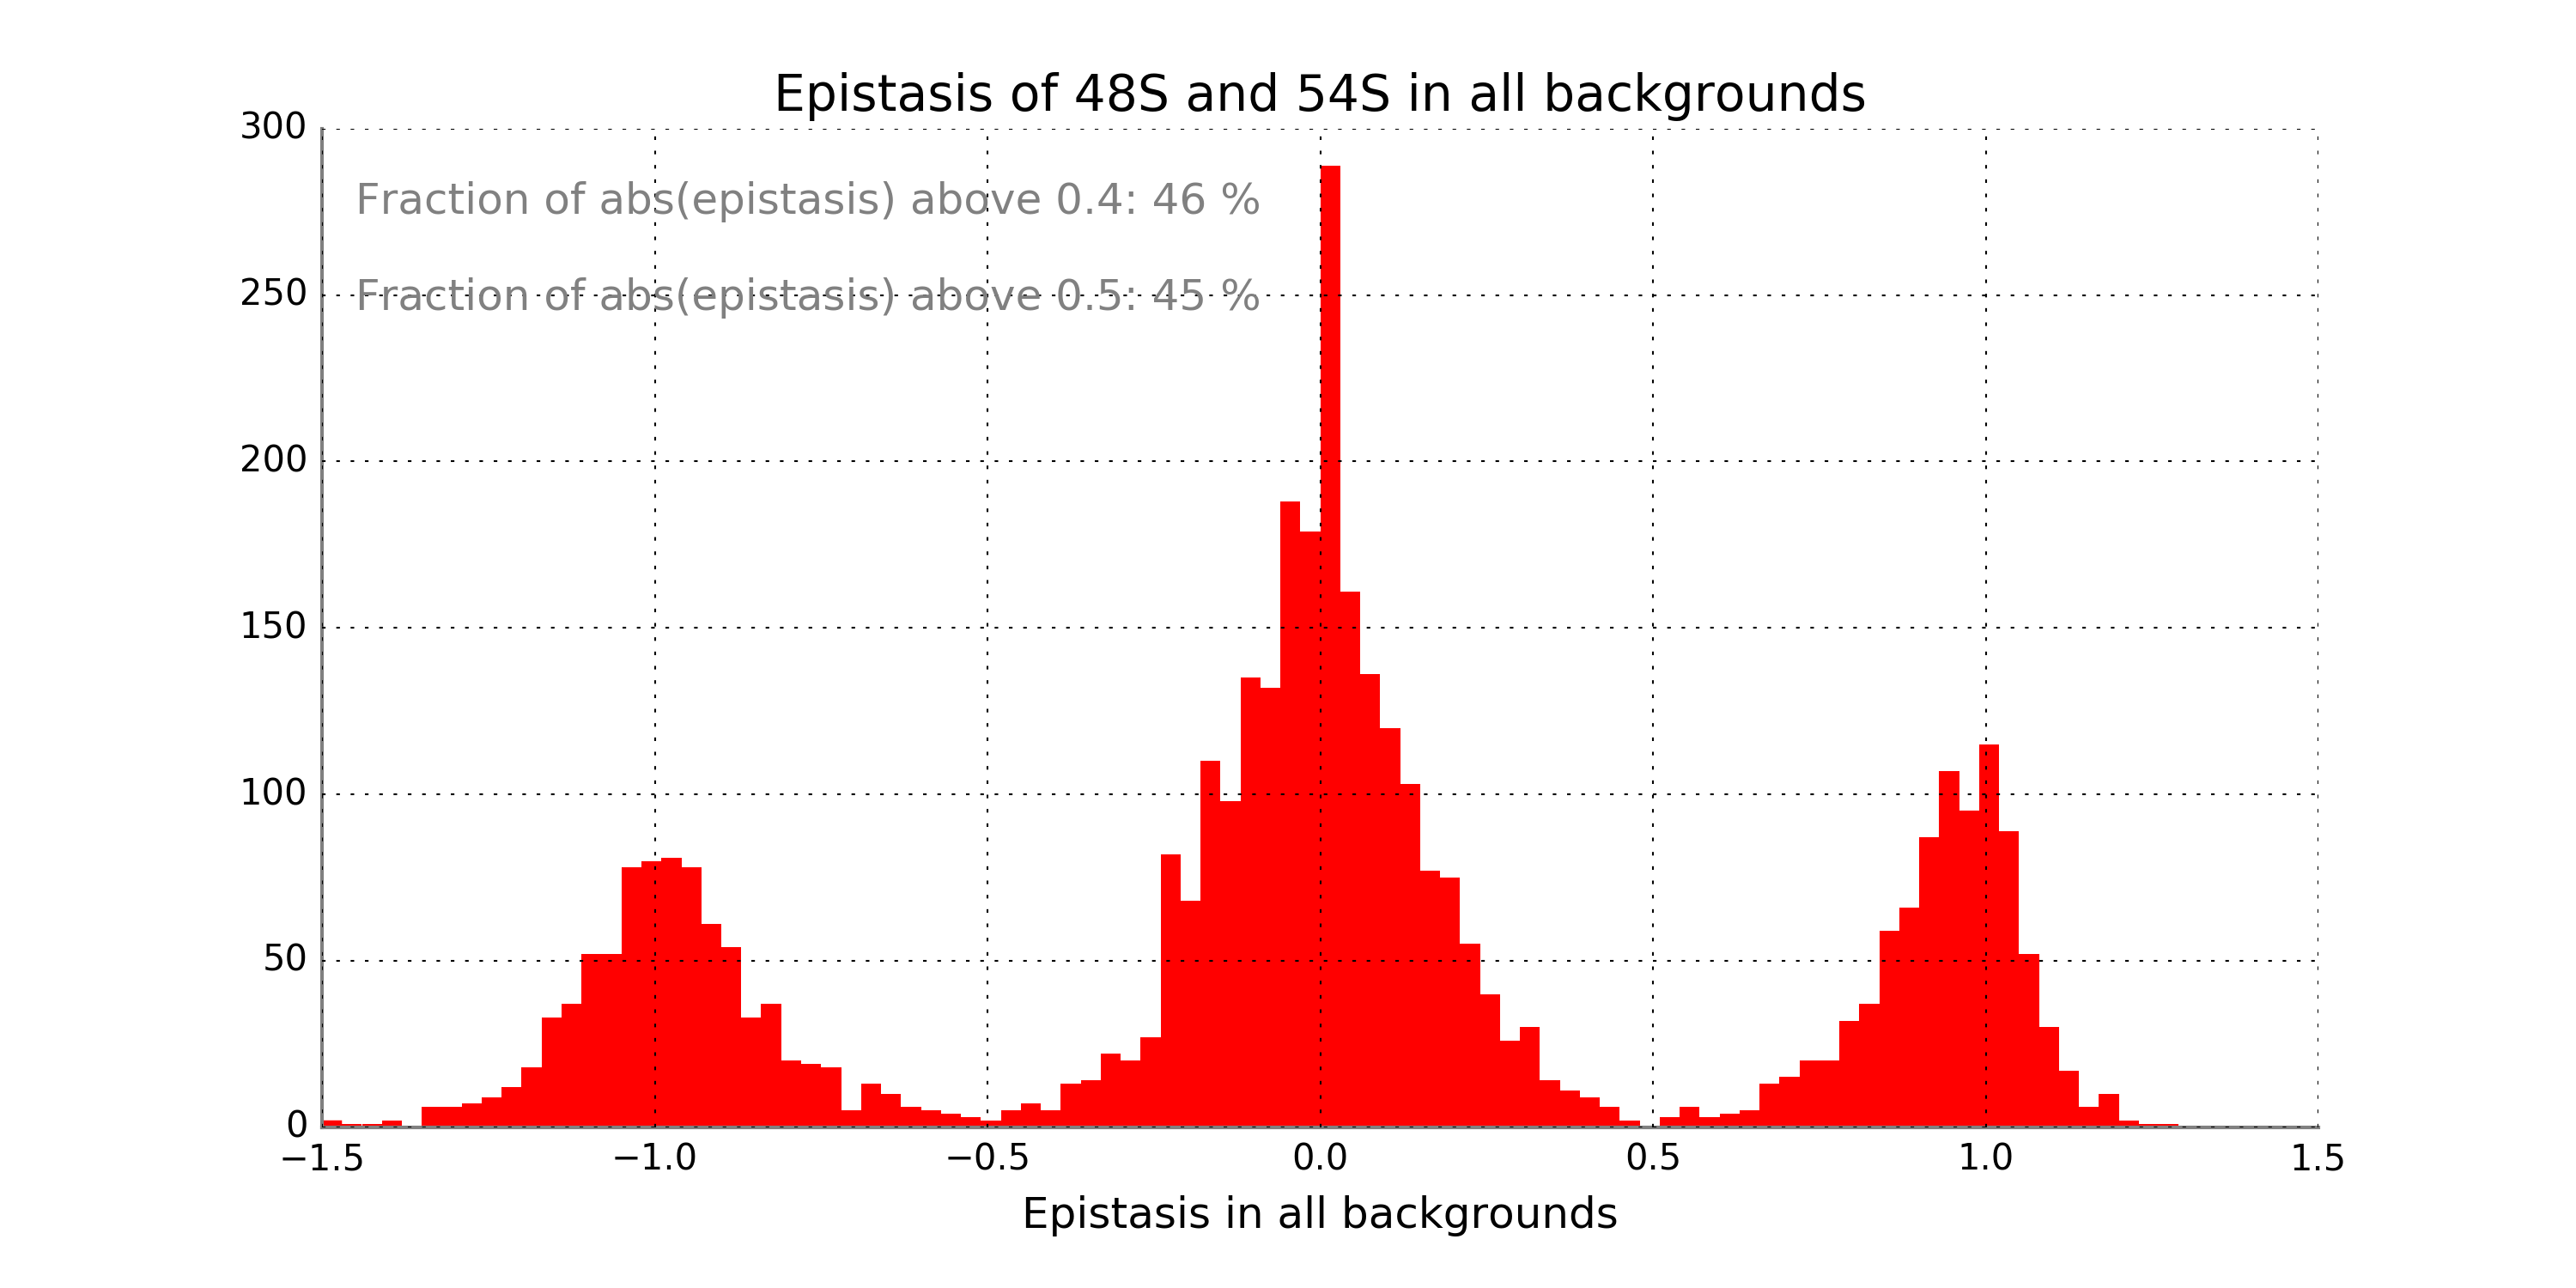 Epistasis of 48S and 54S in all backgrounds
300
Fraction of abs(epistasis) above 0.4: 46 %
250
Fraction of abs(epistasis) above 0.5: 45 %
200
150
100
50
0
−1.5 −1.0 −0.5 0.0 0.5 1.0 1.5
Epistasis in all backgrounds